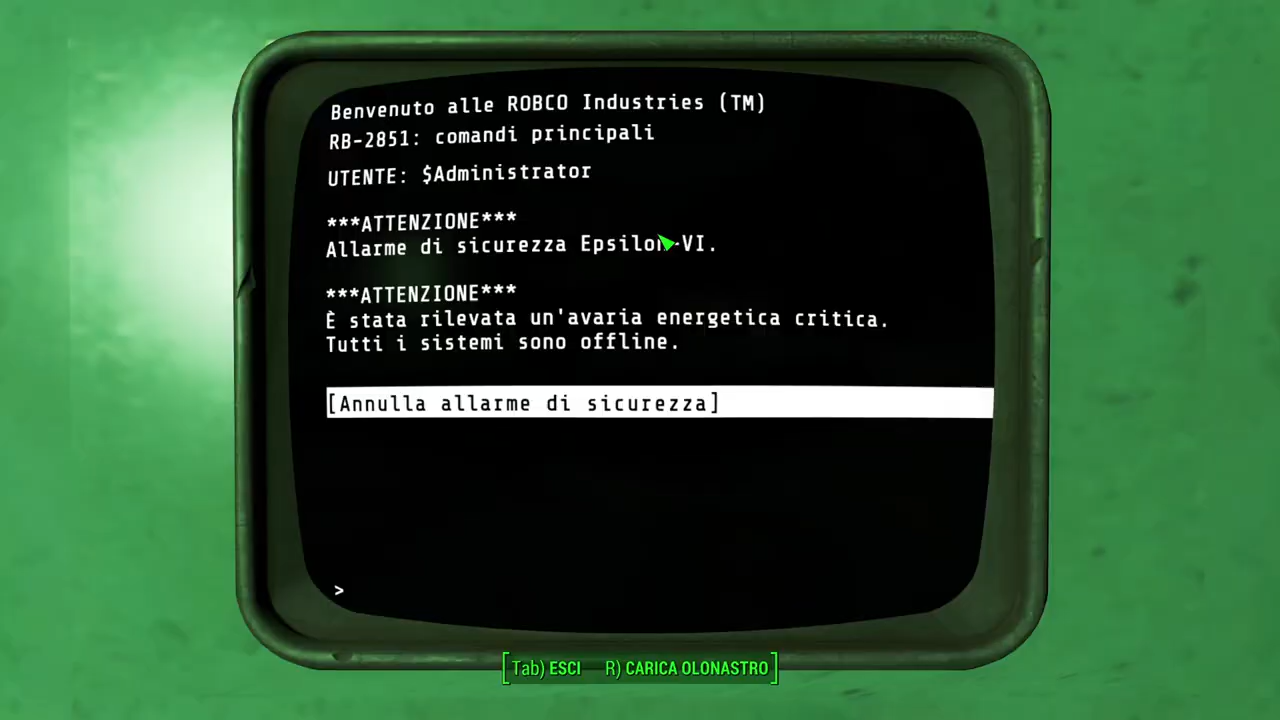 Benvenuto alle ROBCO Industries (TM)
RB-2851: comandi principali
UTENTE: $Administrator
***ATTENZIONE***
Allarme di sicurezza Epsilon-VI.
***ATTENZIONE***
È stata rilevata un'avaria energetica critica.
Tutti i sistemi sono offline.
[Annulla allarme di sicurezza]
>
[Tab) ESCI R) CARICA OLONASTRO]